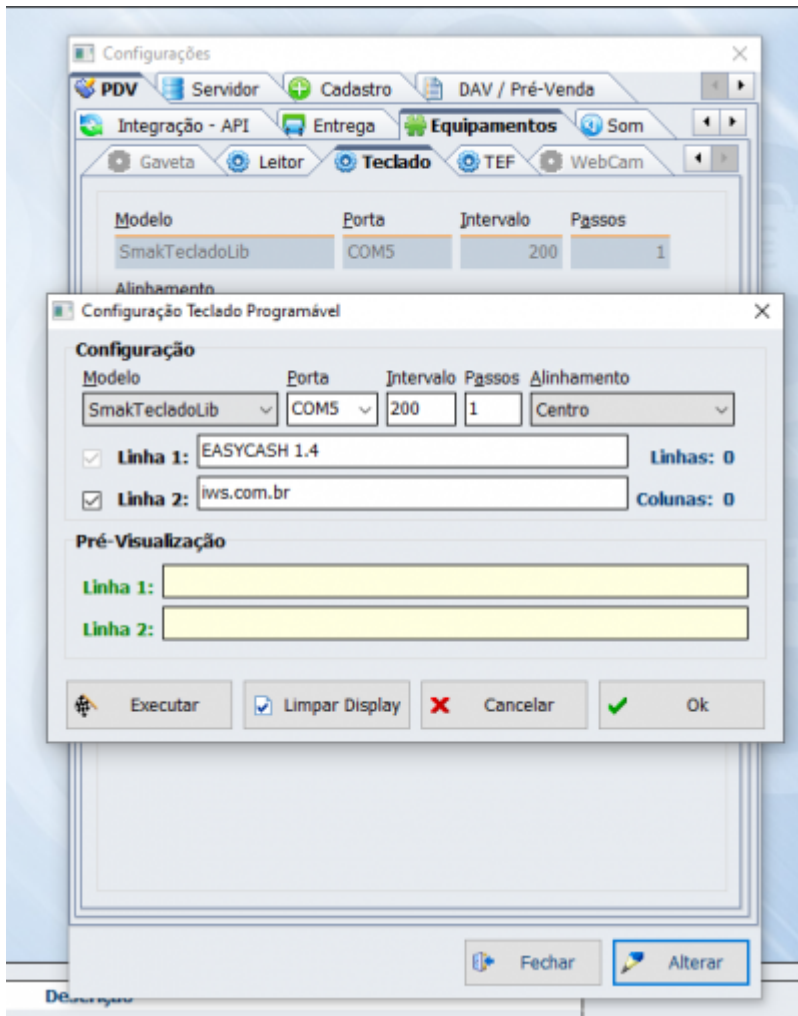 Configurações
PDV Servidor Cadastro DAV / Pré-Venda
Integração - API Entrega Equipamentos Som
Gaveta Leitor Teclado TEF WebCam
Modelo Porta Intervalo Passos
SmakTecladoLib COM5 200 1
Alinhamento
Configuração Teclado Programável
Configuração
Modelo Porta Intervalo Passos Alinhamento
SmakTecladoLib COM5 200 1 Centro
Linha 1: EASYCASH 1.4 Linhas: 0
Linha 2: iws.com.br Colunas: 0
Pré-Visualização
Linha 1:
Linha 2:
Executar Limpar Display Cancelar Ok
Fechar Alterar
Descrição